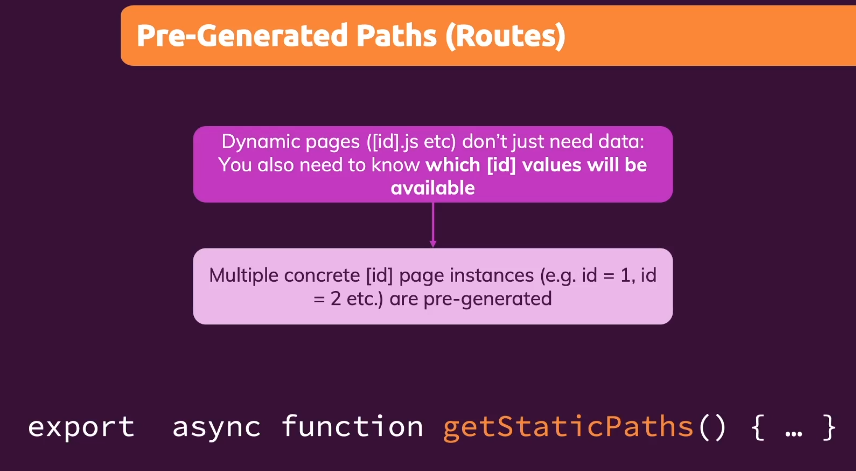 Pre-Generated Paths (Routes)
Dynamic pages ([id].js etc) don’t just need data:
You also need to know which [id] values will be
available
Multiple concrete [id] page instances (e.g. id = 1, id
= 2 etc.) are pre-generated
export  async function getStaticPaths() { … }